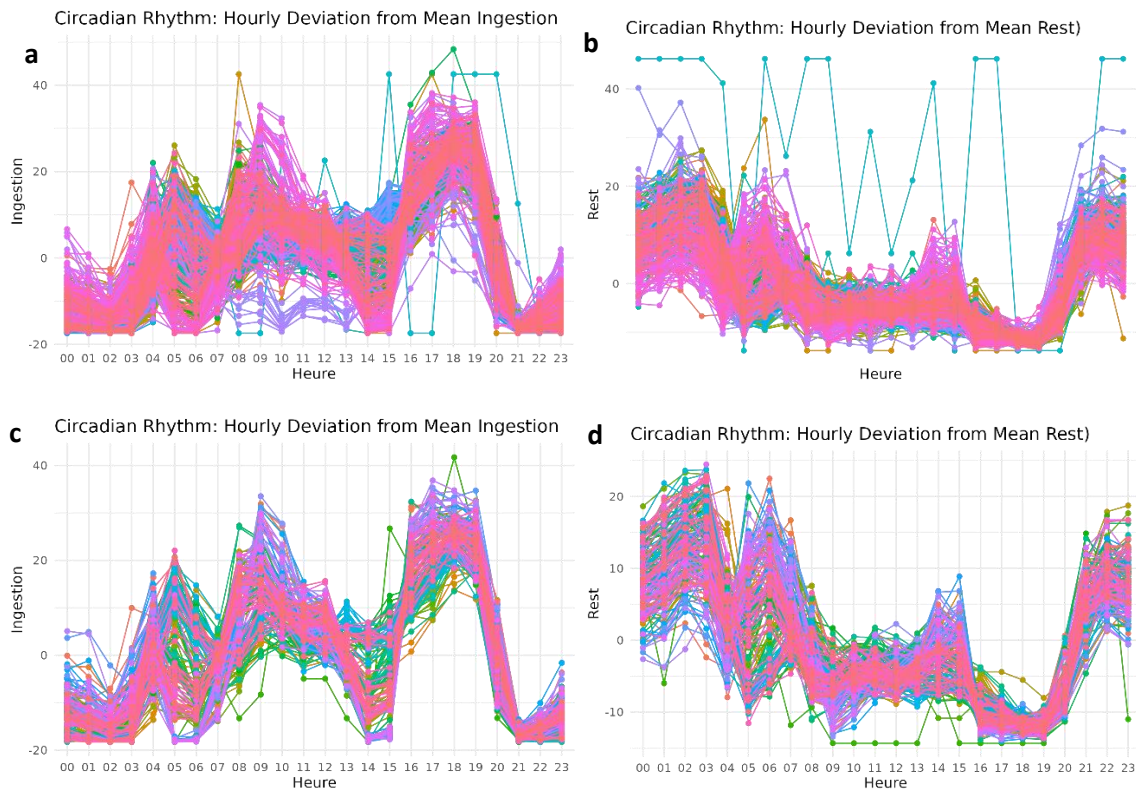 a
Circadian Rhythm: Hourly Deviation from Mean Ingestion
Ingestion
40
20
0
-20
00 01 02 03 04 05 06 07 08 09 10 11 12 13 14 15 16 17 18 19 20 21 22 23
Heure
b
Circadian Rhythm: Hourly Deviation from Mean Rest)
Rest
40
20
0
Heure
c
Circadian Rhythm: Hourly Deviation from Mean Ingestion
Ingestion
40
20
0
-20
00 01 02 03 04 05 06 07 08 09 10 11 12 13 14 15 16 17 18 19 20 21 22 23
Heure
d
Circadian Rhythm: Hourly Deviation from Mean Rest)
Rest
20
10
0
-10
00 01 02 03 04 05 06 07 08 09 10 11 12 13 14 15 16 17 18 19 20 21 22 23
Heure